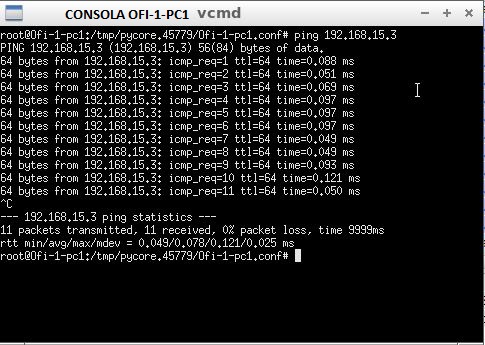 CONSOLA OFI-1-PC1 vcmd
root@Ofi-1-pc1:/tmp/pycore.45779/Ofi-1-pc1.conf# ping 192.168.15.3
PING 192.168.15.3 (192.168.15.3) 56(84) bytes of data.
64 bytes from 192.168.15.3: icmp_req=1 ttl=64 time=0.088 ms
64 bytes from 192.168.15.3: icmp_req=2 ttl=64 time=0.051 ms
64 bytes from 192.168.15.3: icmp_req=3 ttl=64 time=0.069 ms
64 bytes from 192.168.15.3: icmp_req=4 ttl=64 time=0.097 ms
64 bytes from 192.168.15.3: icmp_req=5 ttl=64 time=0.097 ms
64 bytes from 192.168.15.3: icmp_req=6 ttl=64 time=0.097 ms
64 bytes from 192.168.15.3: icmp_req=7 ttl=64 time=0.049 ms
64 bytes from 192.168.15.3: icmp_req=8 ttl=64 time=0.049 ms
64 bytes from 192.168.15.3: icmp_req=9 ttl=64 time=0.093 ms
64 bytes from 192.168.15.3: icmp_req=10 ttl=64 time=0.121 ms
64 bytes from 192.168.15.3: icmp_req=11 ttl=64 time=0.050 ms
^C
--- 192.168.15.3 ping statistics ---
11 packets transmitted, 11 received, 0% packet loss, time 9999ms
rtt min/avg/max/mdev = 0.049/0.078/0.121/0.025 ms
root@Ofi-1-pc1:/tmp/pycore.45779/Ofi-1-pc1.conf#